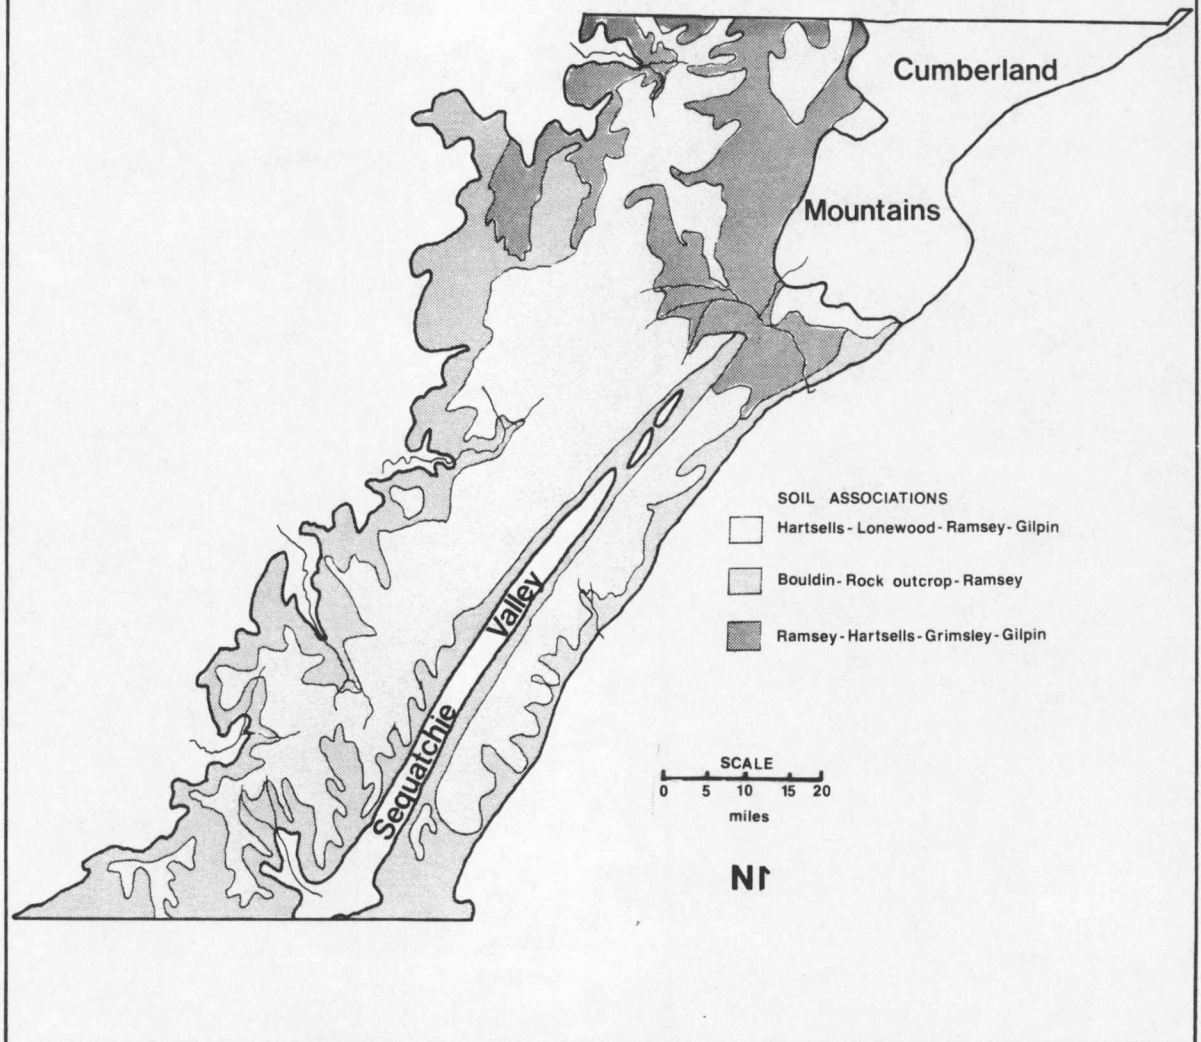 Cumberland
Mountains
SOIL ASSOCIATIONS
Hartsells-Lonewood-Ramsey-Gilpin
Bouldin-Rock outcrop-Ramsey
Ramsey-Hartsells-Grimsley-Gilpin
Sequatchie Valley
SCALE
0 5 10 15 20
miles
N